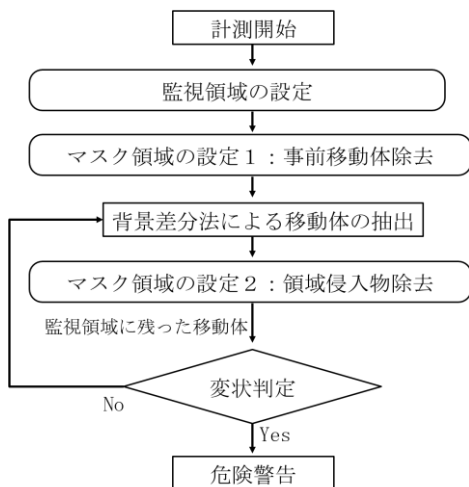 計測開始
監視領域の設定
マスク領域の設定１：事前移動体除去
背景差分法による移動体の抽出
マスク領域の設定２：領域侵入物除去
監視領域に残った移動体
変状判定
No
Yes
危険警告